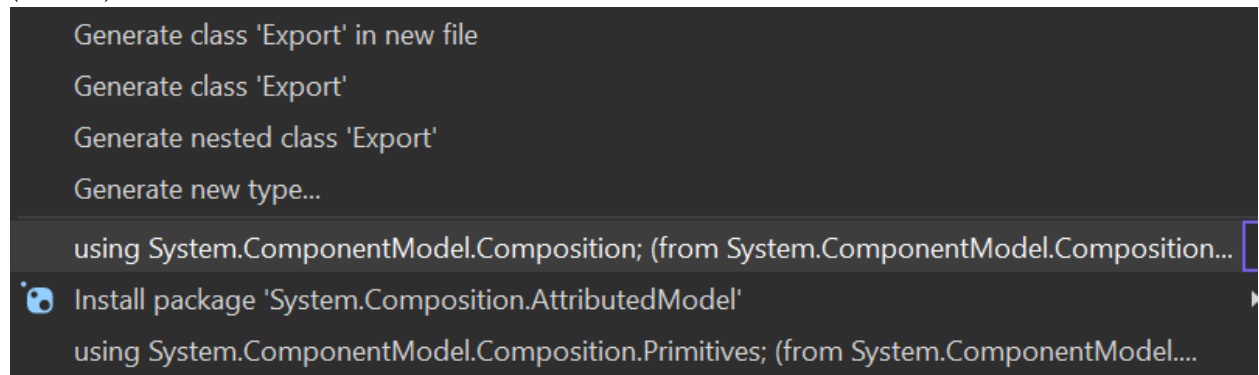 Generate class 'Export' in new file
Generate class 'Export'
Generate nested class 'Export'
Generate new type...
using System.ComponentModel.Composition; (from System.ComponentModel.Composition...
Install package 'System.Composition.AttributedModel'
using System.ComponentModel.Composition.Primitives; (from System.ComponentModel....